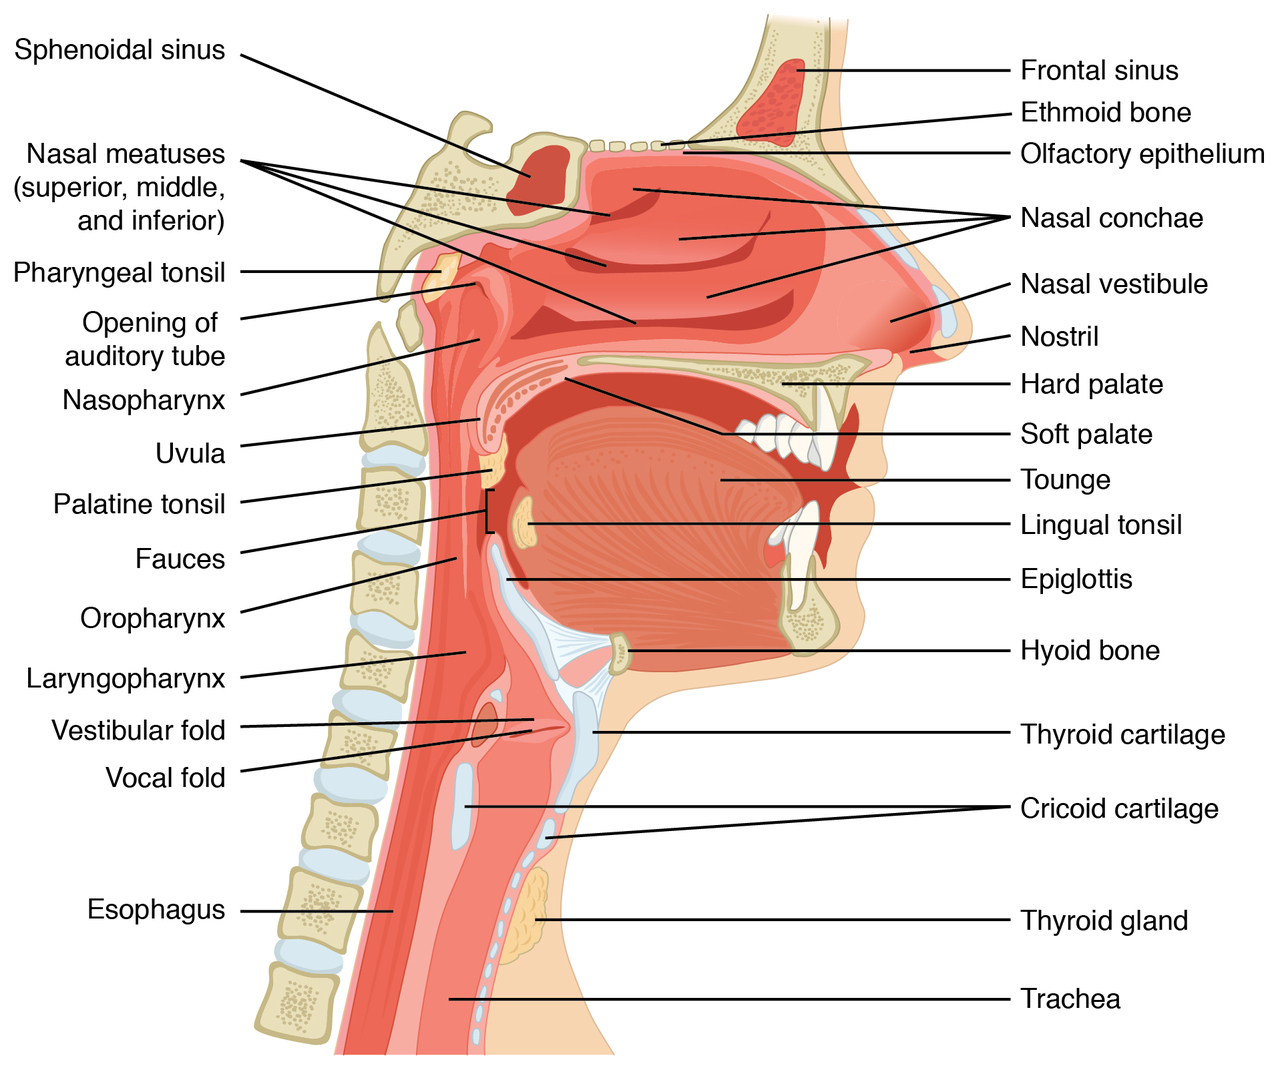 Sphenoidal sinus
Nasal meatuses
(superior, middle,
and inferior)
Pharyngeal tonsil
Opening of
auditory tube
Nasopharynx
Uvula
Palatine tonsil
Fauces
Oropharynx
Laryngopharynx
Vestibular fold
Vocal fold
Esophagus
Frontal sinus
Ethmoid bone
Olfactory epithelium
Nasal conchae
Nasal vestibule
Nostril
Hard palate
Soft palate
Tounge
Lingual tonsil
Epiglottis
Hyoid bone
Thyroid cartilage
Cricoid cartilage
Thyroid gland
Trachea